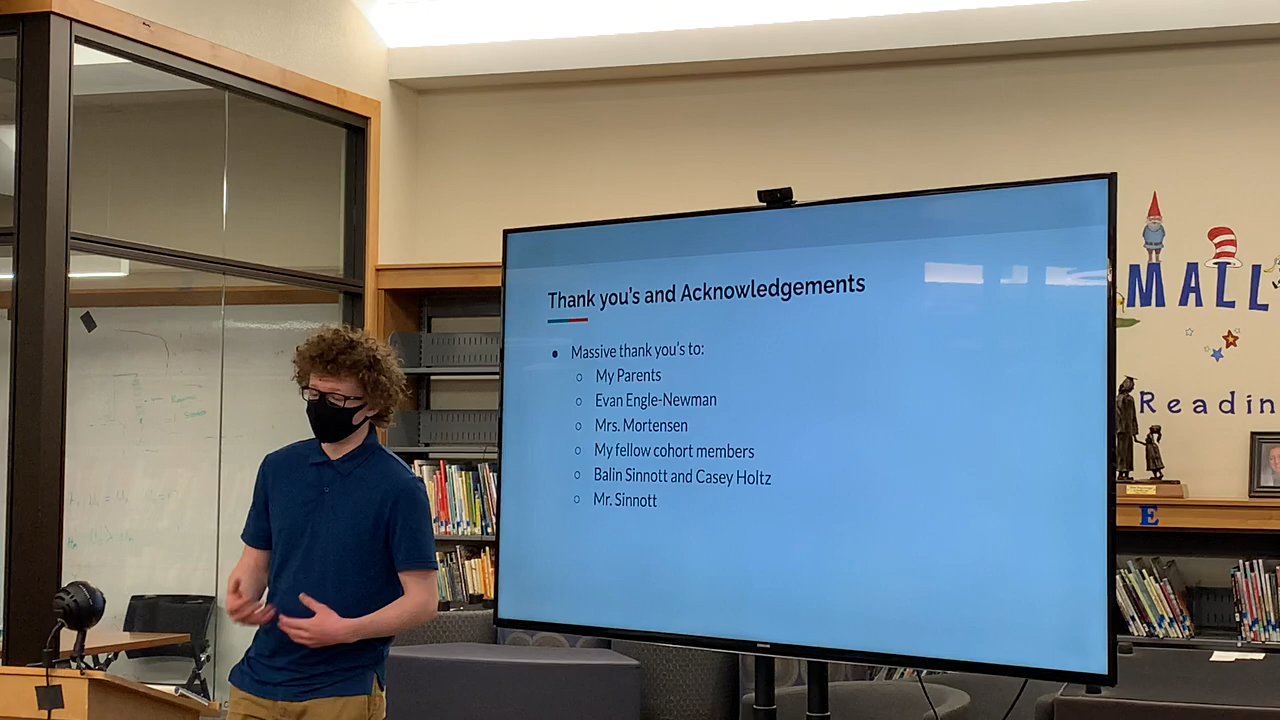 Thank you's and Acknowledgements
Massive thank you's to:
My Parents
Evan Engle-Newman
Mrs. Mortensen
My fellow cohort members
Balin Sinnott and Casey Holtz
Mr. Sinnott
MALL
Readin
E